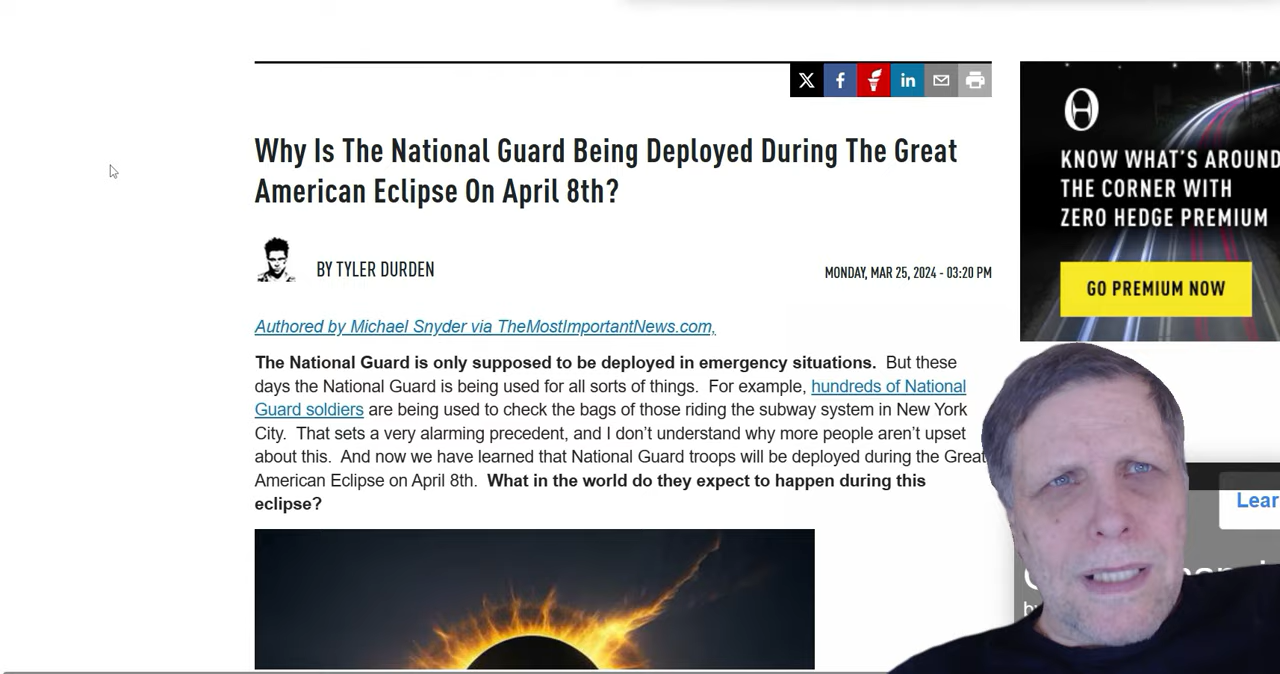 Why Is The National Guard Being Deployed During The Great
American Eclipse On April 8th?
BY TYLER DURDEN
MONDAY, MAR 25, 2024 - 03:20 PM
Authored by Michael Snyder via TheMostImportantNews.com,
The National Guard is only supposed to be deployed in emergency situations. But these
days the National Guard is being used for all sorts of things. For example, hundreds of National
Guard soldiers are being used to check the bags of those riding the subway system in New York
City. That sets a very alarming precedent, and I don't understand why more people aren't upset
about this. And now we have learned that National Guard troops will be deployed during the Great
American Eclipse on April 8th. What in the world do they expect to happen during this
eclipse?
KNOW WHAT'S AROUND
THE CORNER WITH
ZERO HEDGE PREMIUM
GO PREMIUM NOW
Lear